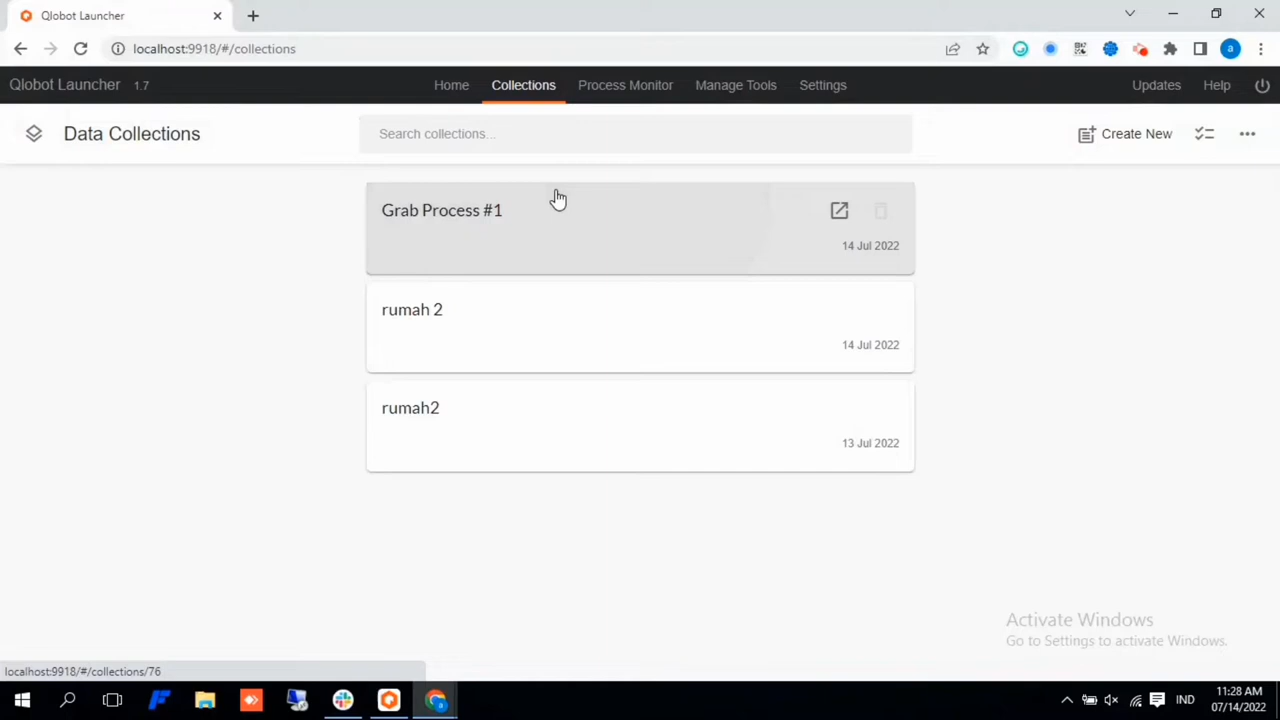 Qlobot Launcher
localhost:9918/#/collections
a
Qlobot Launcher 1.7 Home Collections Process Monitor Manage Tools Settings Updates Help
Data Collections Search collections... Create New
Grab Process #1
14 Jul 2022
rumah 2
14 Jul 2022
rumah2
13 Jul 2022
Activate Windows
Go to Settings to activate Windows.
localhost:9918/#/collections/76
IND 11:28 AM
07/14/2022